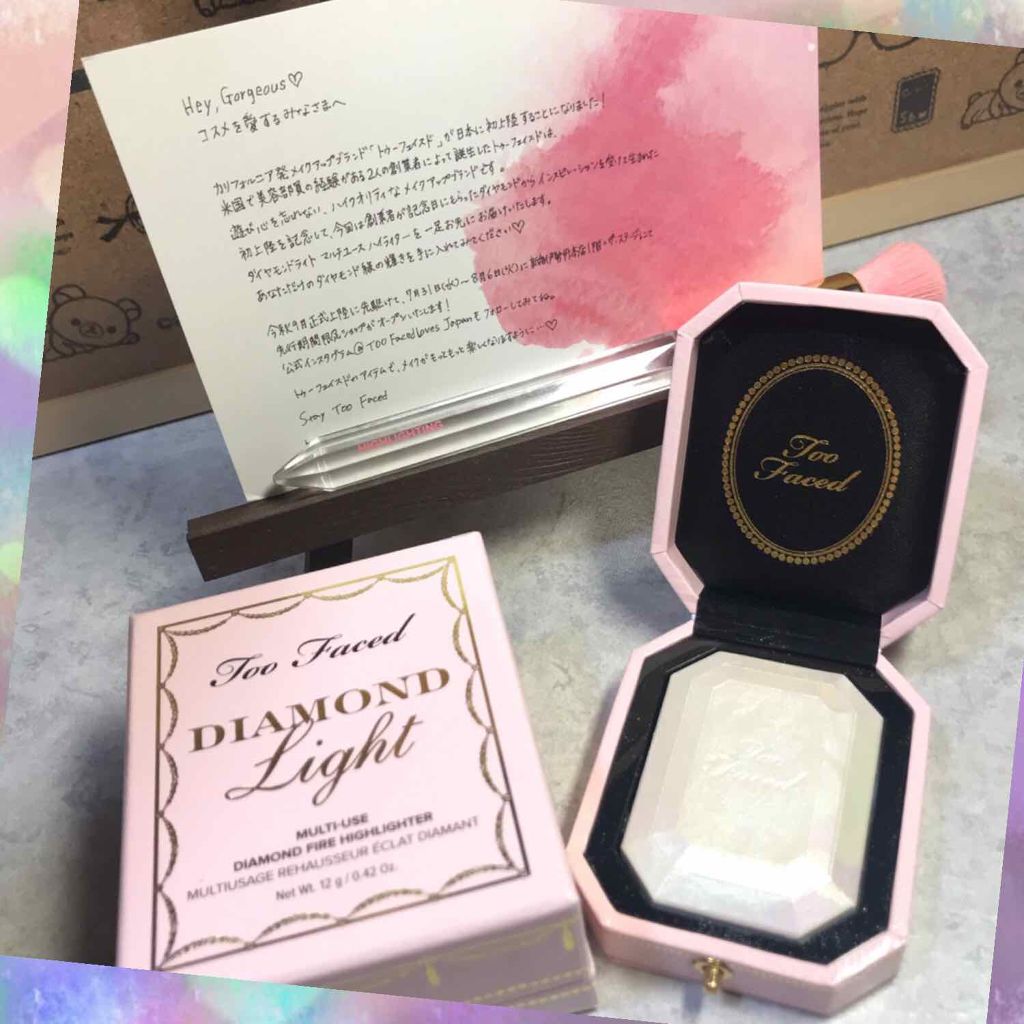 Hey, Gorgeous♡
コスメを愛するみなさまへ
カリフォルニア発メイクアップブランド「トゥーフェイスド」が日本に初上陸することになりました！
米国で美容部員の経験がある2人の創業者によって誕生したトゥーフェイスドは、
遊び心を忘れない、ハイクオリティなメイクアップブランドです。
初上陸を記念して、今回は創業者が記念日にもらったダイヤモンドからインスピレーションを受けて生まれた
ダイヤモンドライト マルチユースハイライターを一足お先にお届けいたします。
あなただけのダイヤモンド級の輝きを手に入れてみてください♡
今秋9月正式上陸に先駆けて、7月31日(水)〜8月6日(火)に
先行期間限定ショップがオープンいたします！
公式インスタグラム@TooFacedlovesJapanもフォローしてみてね。
トゥーフェイスドのアイテムで、メイクがもっともっと楽しくなりますように…♡
Stay Too Faced
HIGHLIGHTING
Too
Faced
Too Faced
DIAMOND
Light
MULTI-USE
DIAMOND FIRE HIGHLIGHTER
MULTIUSAGE REHAUSSEUR ÉCLAT DIAMANT
Net Wt. 12 g / 0.42 Oz.
Too
Faced